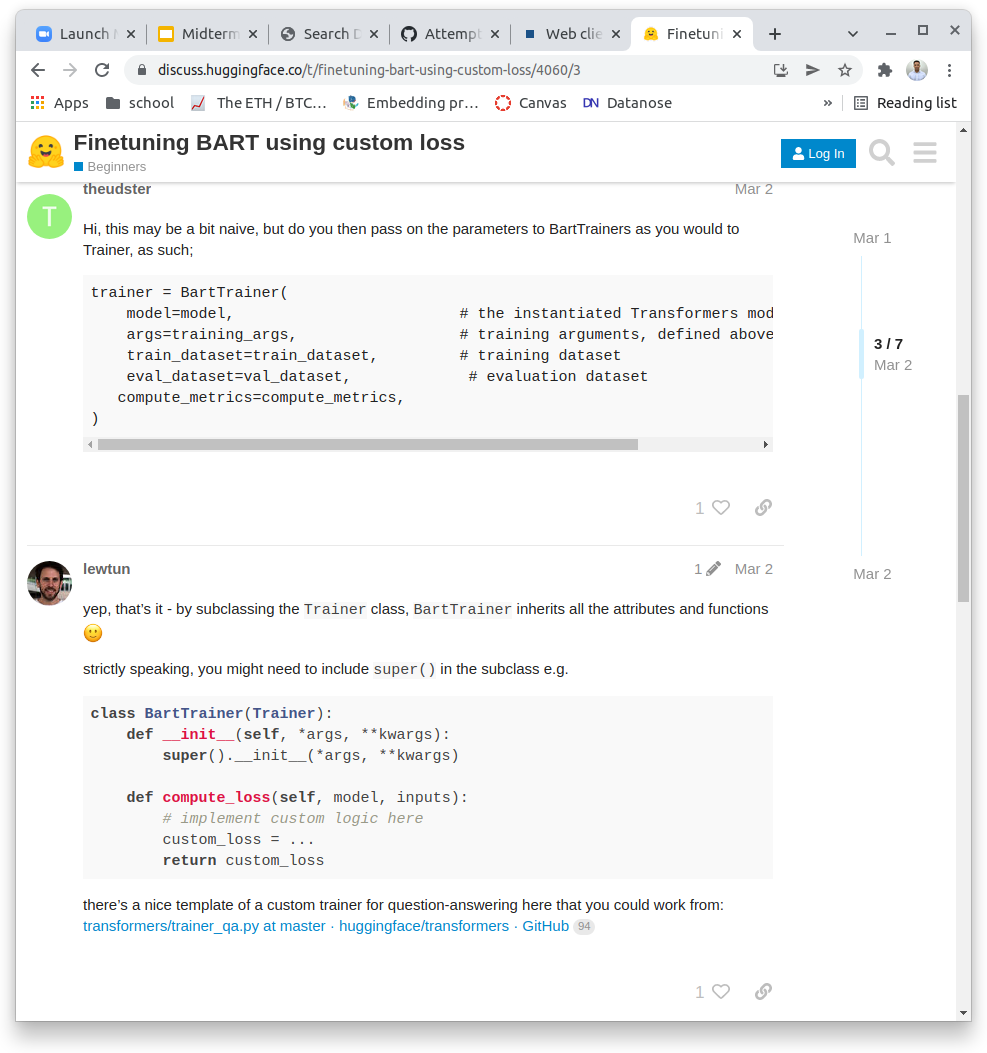 Launch
Midterm
Search D
Attempt
Web clie
Finetuni
discuss.huggingface.co/t/finetuning-bart-using-custom-loss/4060/3
Apps
school
The ETH / BTC...
Embedding pr...
Canvas
DN Datanose
»
Reading list
Finetuning BART using custom loss
Beginners
Log In
theudster
Mar 2
T
Hi, this may be a bit naive, but do you then pass on the parameters to BartTrainers as you would to
Trainer, as such;
trainer = BartTrainer(
    model=model,                         # the instantiated Transformers mod
    args=training_args,                  # training arguments, defined above
    train_dataset=train_dataset,         # training dataset
    eval_dataset=val_dataset,             # evaluation dataset
   compute_metrics=compute_metrics,
)
1
Mar 1
3 / 7
Mar 2
Mar 2
lewtun
1
Mar 2
yep, that's it - by subclassing the Trainer class, BartTrainer inherits all the attributes and functions
🙂
strictly speaking, you might need to include super() in the subclass e.g.
class BartTrainer(Trainer):
    def __init__(self, *args, **kwargs):
        super().__init__(*args, **kwargs)
    def compute_loss(self, model, inputs):
        # implement custom logic here
        custom_loss = ...
        return custom_loss
there's a nice template of a custom trainer for question-answering here that you could work from:
transformers/trainer_qa.py at master · huggingface/transformers · GitHub 94
1